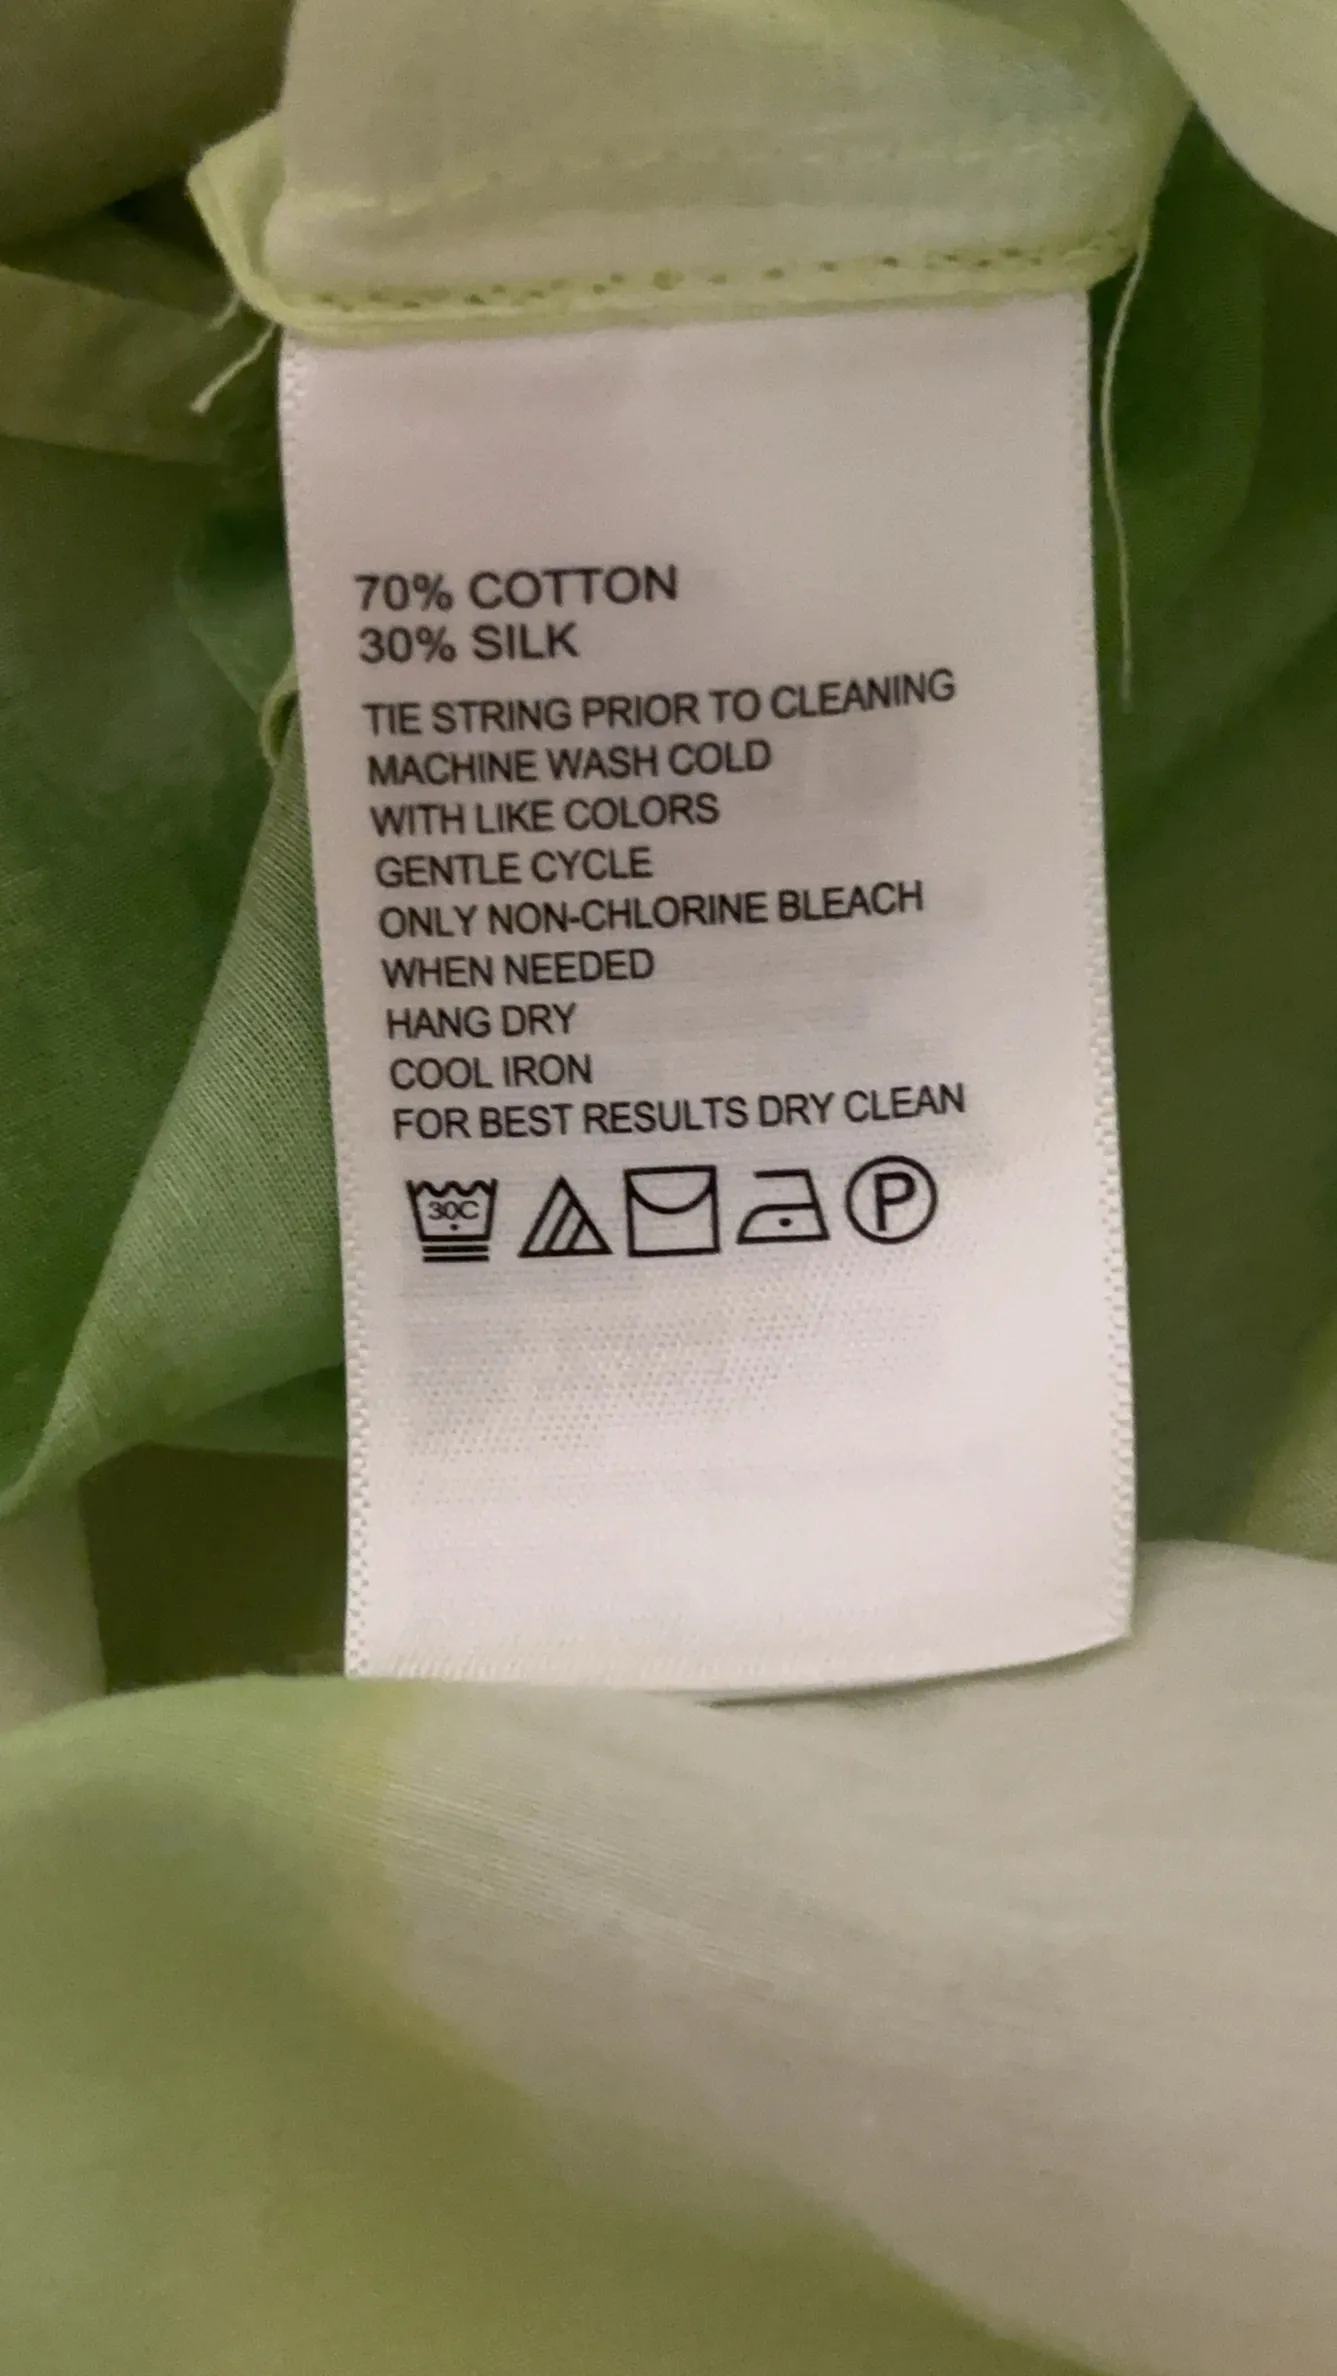 70% COTTON
30% SILK
TIE STRING PRIOR TO CLEANING
MACHINE WASH COLD
WITH LIKE COLORS
GENTLE CYCLE
ONLY NON-CHLORINE BLEACH
WHEN NEEDED
HANG DRY
COOL IRON
FOR BEST RESULTS DRY CLEAN
30C P